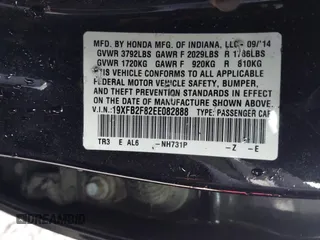 MFD. BY HONDA MFG. OF INDIANA, LLC 09/14
GVWR 3792LBS GAWR F 2029LBS R 1786LBS
GVWR 1720KG GAWR F 920KG R 810KG
THIS VEHICLE CONFORMS TO ALL APPLICABLE
FEDERAL MOTOR VEHICLE SAFETY, BUMPER,
AND THEFT PREVENTION STANDARDS IN EFFECT
ON THE DATE OF MANUFACTURE SHOWN ABOVE.
V.I.N.: 19XFB2F82EE082888 TYPE: PASSENGER CAR
TR3 E AL6 -NH731P -Z -E
DREAMBID